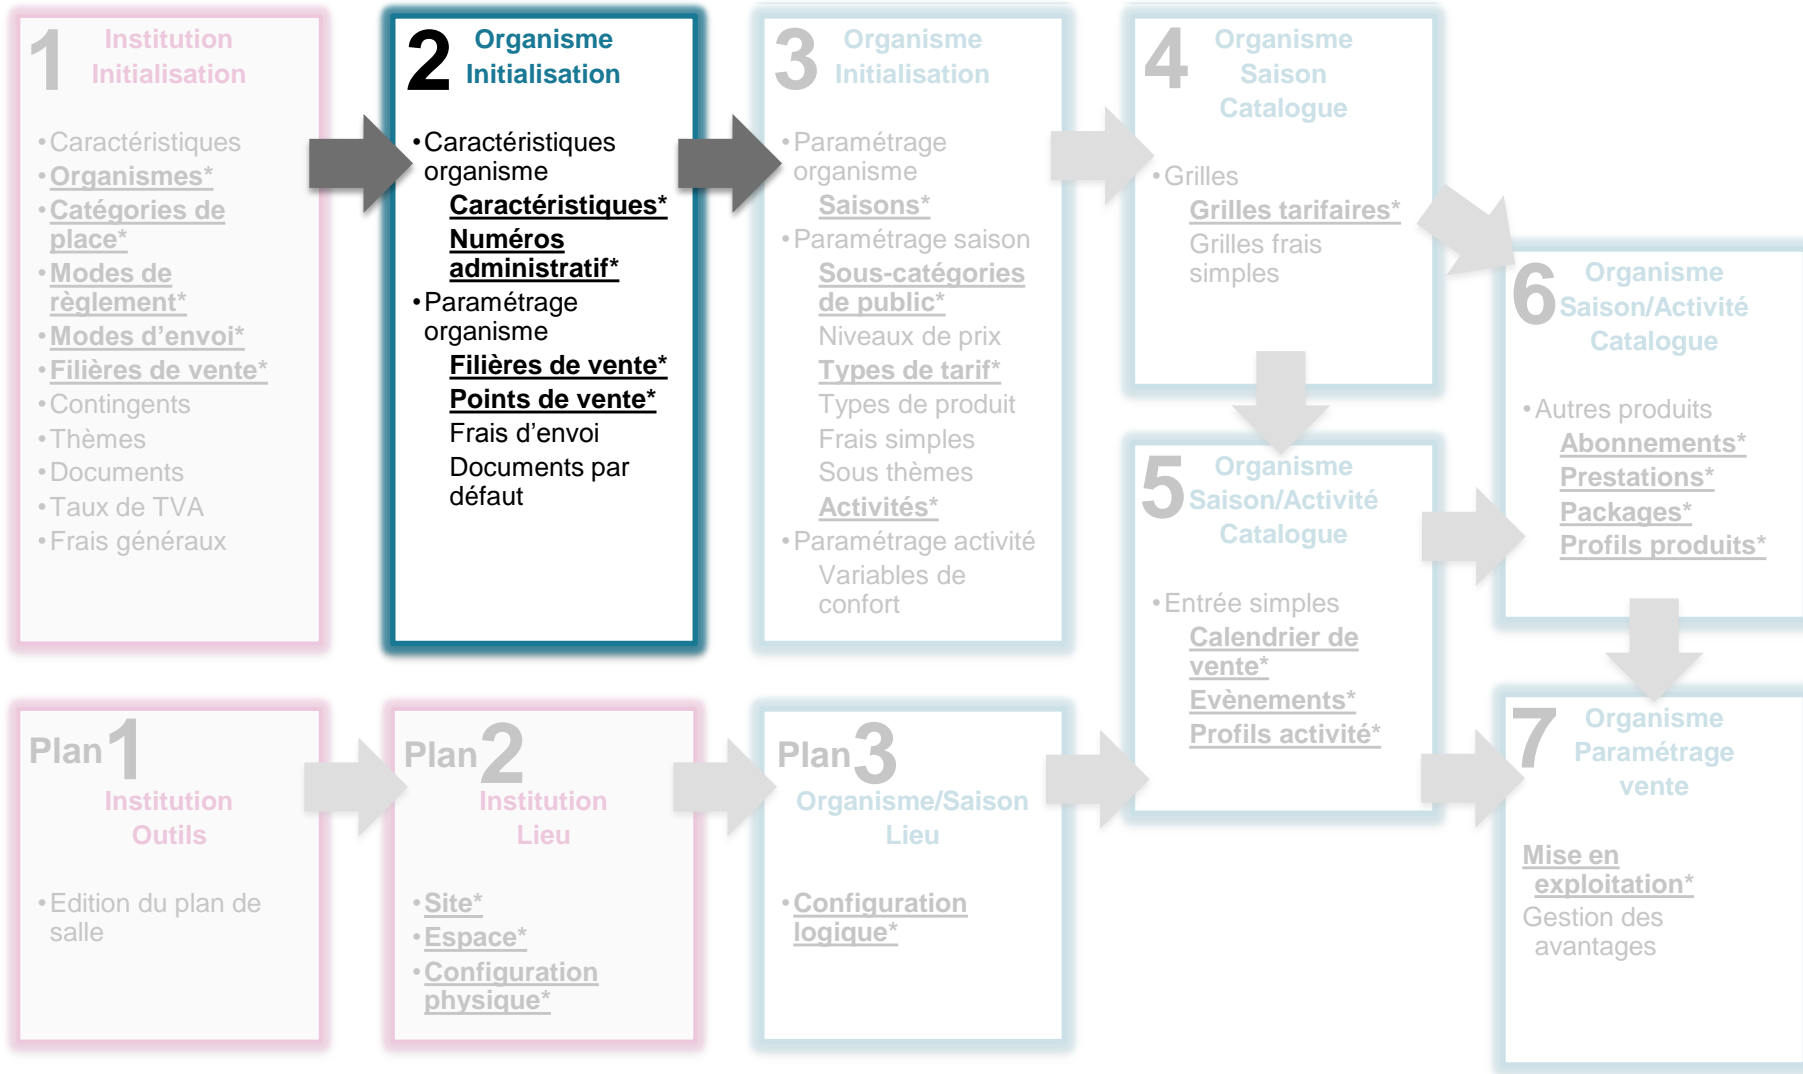 1
Institution
Initialisation
•Caractéristiques
•Organismes*
•Catégories de
place*
•Modes de
règlement*
•Modes d’envoi*
•Filières de vente*
•Contingents
•Thèmes
•Documents
•Taux de TVA
•Frais généraux
2
Organisme
Initialisation
•Caractéristiques
organisme
Caractéristiques*
Numéros
administratif*
•Paramétrage
organisme
Filières de vente*
Points de vente*
Frais d’envoi
Documents par
défaut
3
Organisme
Initialisation
•Paramétrage
organisme
Saisons*
•Paramétrage saison
Sous-catégories
de public*
Niveaux de prix
Types de tarif*
Types de produit
Frais simples
Sous thèmes
Activités*
•Paramétrage activité
Variables de
confort
4
Organisme
Saison
Catalogue
•Grilles
Grilles tarifaires*
Grilles frais
simples
5
Organisme
Saison/Activité
Catalogue
•Entrée simples
Calendrier de
vente*
Evènements*
Profils activité*
6
Organisme
Saison/Activité
Catalogue
•Autres produits
Abonnements*
Prestations*
Packages*
Profils produits*
Plan1
Institution
Outils
•Edition du plan de
salle
Plan2
Institution
Lieu
•Site*
•Espace*
•Configuration
physique*
Plan3
Organisme/Saison
Lieu
•Configuration
logique*
7
Organisme
Paramétrage
vente
Mise en
exploitation*
Gestion des
avantages